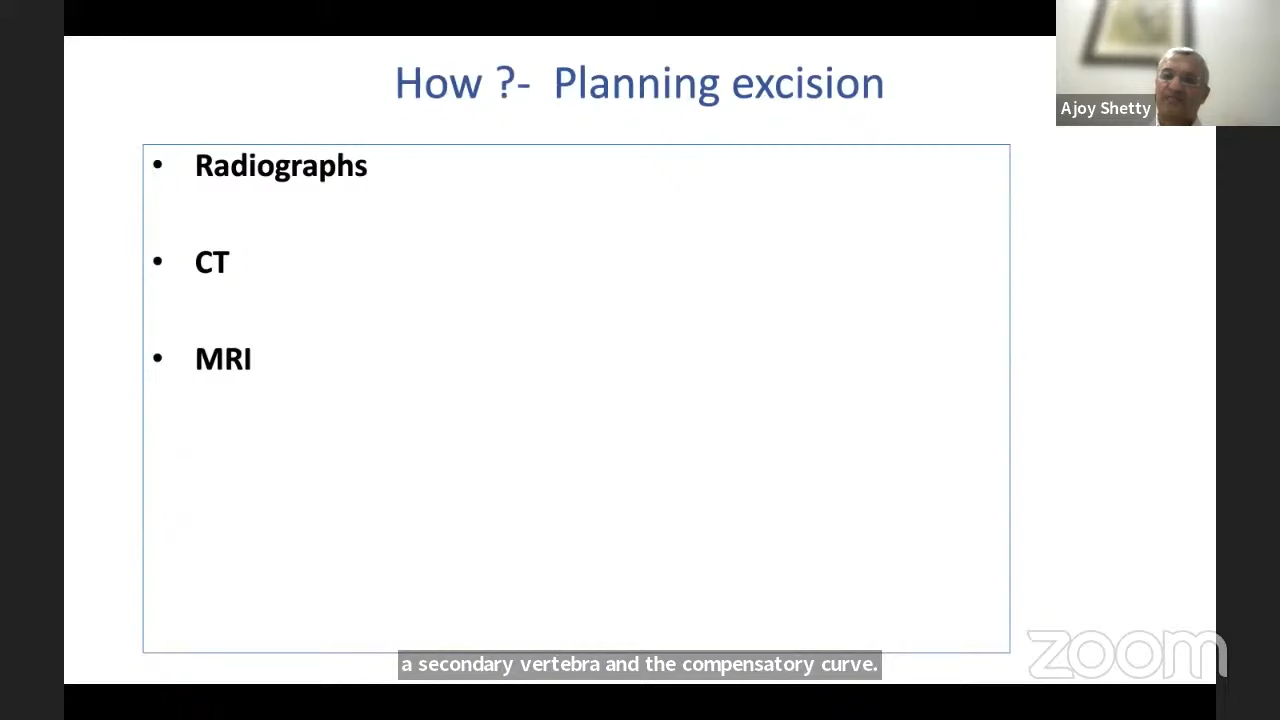 How ?- Planning excision
Ajoy Shetty
• Radiographs
• CT
• MRI
a secondary vertebra and the compensatory curve.
zoom